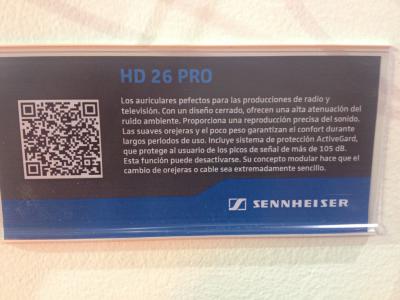 HD 26 PRO
Los auriculares pefectos para las producciones de radio y
televisión. Con un diseño cerrado, ofrecen una alta atenuación del
ruido ambiente. Proporciona una reproducción precisa del sonido.
Las suaves orejeras y el poco peso garantizan el confort durante
largos periodos de uso. Incluye sistema de protección ActiveGard,
que protege al usuario de los picos de señal de más de 105 dB.
Esta función puede desactivarse. Su concepto modular hace que el
cambio de orejeras o cable sea extremadamente sencillo.
SENNHEISER